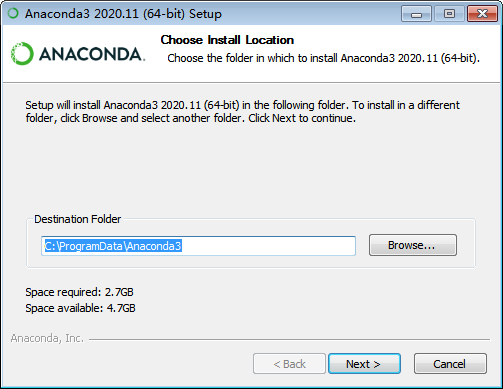 Anaconda3 2020.11 (64-bit) Setup
ANACONDA.
Choose Install Location
Choose the folder in which to install Anaconda3 2020.11 (64-bit).
Setup will install Anaconda3 2020.11 (64-bit) in the following folder. To install in a different
folder, click Browse and select another folder. Click Next to continue.
Destination Folder
C:\ProgramData\Anaconda3
Browse...
Space required: 2.7GB
Space available: 4.7GB
Anaconda, Inc.
< Back
Next >
Cancel